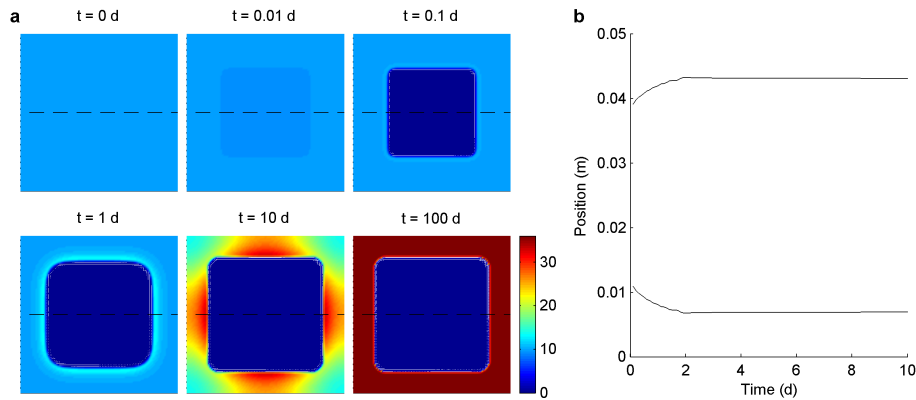 a
t = 0 d
t = 0.01 d
t = 0.1 d
t = 1 d
t = 10 d
t = 100 d
30
20
10
0
b
0.05
0.04
0.03
0.02
0.01
0
Position (m)
0 2 4 6 8 10
Time (d)